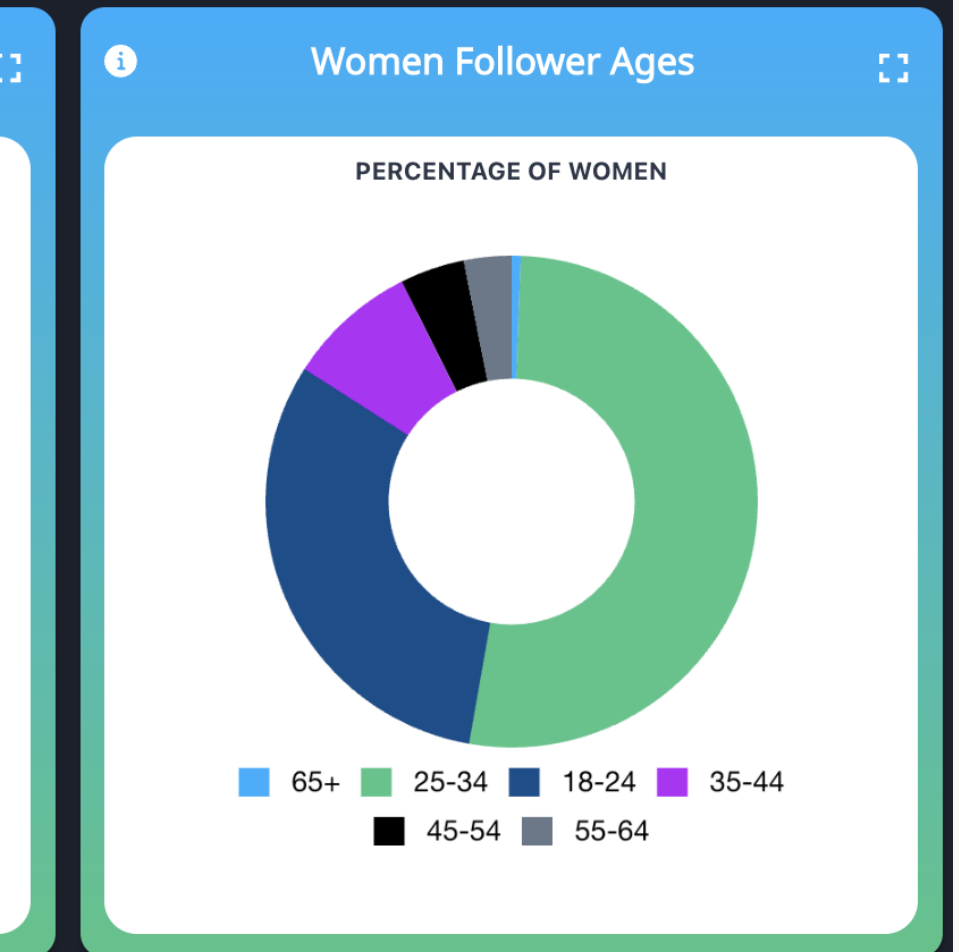 Women Follower Ages
PERCENTAGE OF WOMEN
65+ 25-34 18-24 35-44
45-54 55-64